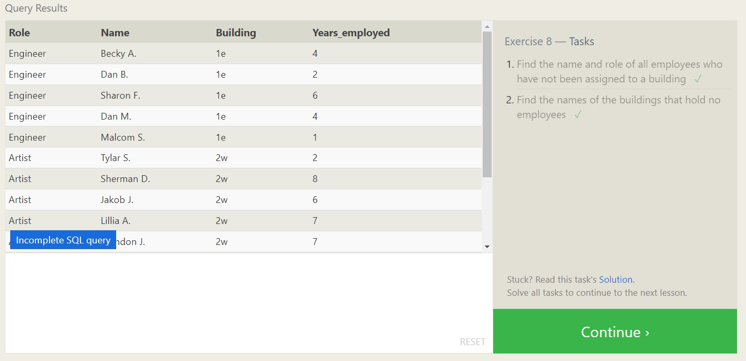 Query Results
Role Name Building Years_employed
Engineer Becky A. 1e 4
Engineer Dan B. 1e 2
Engineer Sharon F. 1e 6
Engineer Dan M. 1e 4
Engineer Malcom S. 1e 1
Artist Tylar S. 2w 2
Artist Sherman D. 2w 8
Artist Jakob J. 2w 6
Artist Lillia A. 2w 7
Incomplete SQL query J. 2w 7
RESET
Exercise 8 — Tasks
1. Find the name and role of all employees who
have not been assigned to a building ✓
2. Find the names of the buildings that hold no
employees ✓
Stuck? Read this task's Solution.
Solve all tasks to continue to the next lesson.
Continue ›